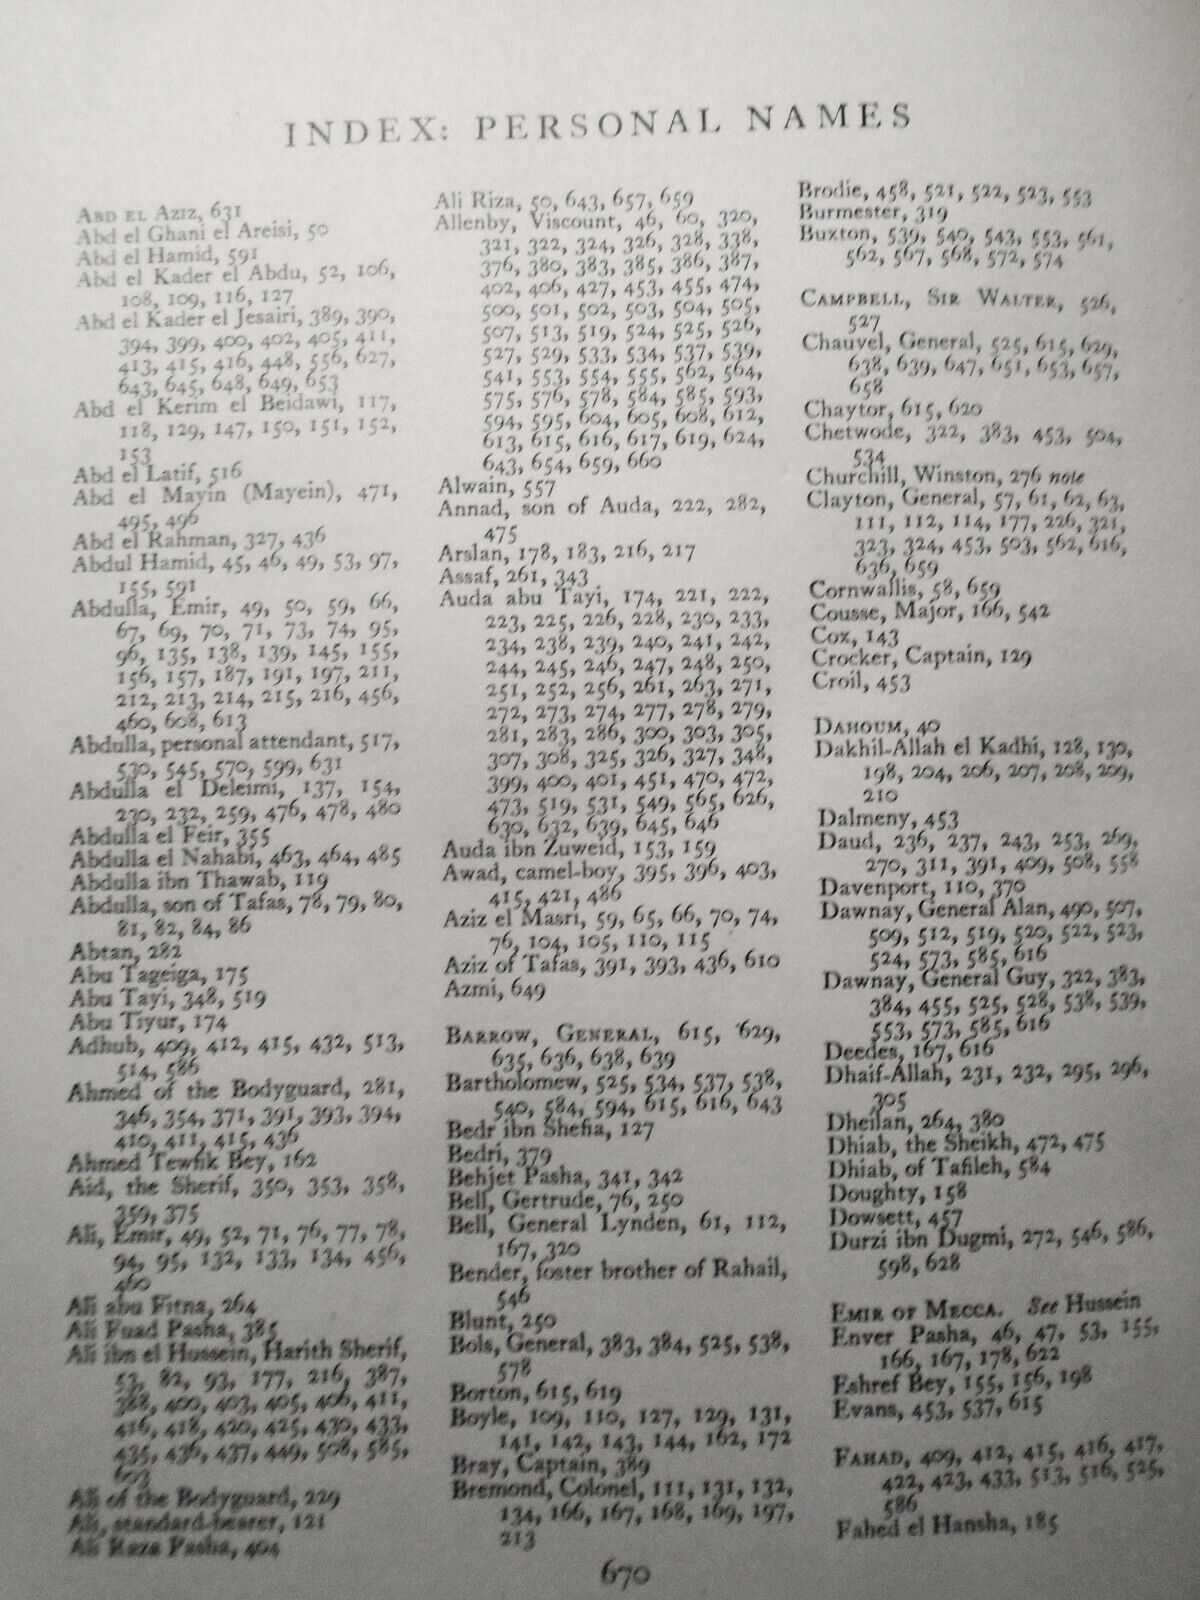 INDEX: PERSONAL NAMES
ABD EL AZIZ, 631
Abd el Ghani el Areisi, 50
Abd el Hamid, 591
Abd el Kader el Abdu, 52, 106,
108, 109, 116, 127
Abd el Kader el Jesairi, 389, 390,
394, 399, 400, 402, 405, 411,
413, 415, 416, 448, 556, 627,
643, 645, 648, 649, 653
Abd el Kerim el Beidawi, 117,
118, 129, 147, 150, 151, 152,
153
Abd el Latif, 516
Abd el Mayin (Mayein), 471,
495, 496
Abd el Rahman, 327, 436
Abdul Hamid, 45, 46, 49, 53, 97,
155, 591
Abdulla, Emir, 49, 50, 59, 66,
67, 69, 70, 71, 73, 74, 95,
96, 135, 138, 139, 145, 155,
156, 157, 187, 191, 197, 211,
212, 213, 214, 215, 216, 456,
460, 608, 613
Abdulla, personal attendant, 517,
530, 545, 570, 599, 631
Abdulla el Deleimi, 137, 154,
230, 232, 259, 476, 478, 480
Abdulla el Feir, 355
Abdulla el Nahabi, 463, 464, 485
Abdulla ibn Thawab, 119
Abdulla, son of Tafas, 78, 79, 80,
81, 82, 84, 86
Abtan, 282
Abu Tageiga, 175
Abu Tayi, 348, 519
Abu Tiyur, 174
Adhub, 409, 412, 415, 432, 513,
514, 586
Ahmed of the Bodyguard, 281,
346, 354, 371, 391, 393, 394,
410, 411, 415, 436
Ahmed Tewfik Bey, 162
Aid, the Sherif, 350, 353, 358,
359, 375
Ali, Emir, 49, 52, 71, 76, 77, 78,
94, 95, 132, 133, 134, 456,
460
Ali abu Fitna, 264
Ali Fuad Pasha, 385
Ali ibn el Hussein, Harith Sherif,
53, 82, 93, 177, 216, 387,
388, 400, 403, 405, 406, 411,
416, 418, 420, 425, 430, 433,
435, 436, 437, 449, 508, 585,
603
Ali of the Bodyguard, 229
Ali, standard-bearer, 121
Ali Raza Pasha, 404
Ali Riza, 50, 643, 657, 659
Allenby, Viscount, 46, 60, 320,
321, 322, 324, 326, 328, 338,
376, 380, 383, 385, 386, 387,
402, 406, 427, 453, 455, 474,
500, 501, 502, 503, 504, 505,
507, 513, 519, 524, 525, 526,
527, 529, 533, 534, 537, 539,
541, 553, 554, 555, 562, 564,
575, 576, 578, 584, 585, 593,
594, 595, 604, 605, 608, 612,
613, 615, 616, 617, 619, 624,
643, 654, 659, 660
Alwain, 557
Annad, son of Auda, 222, 282,
475
Arslan, 178, 183, 216, 217
Assaf, 261, 343
Auda abu Tayi, 174, 221, 222,
223, 225, 226, 228, 230, 233,
234, 238, 239, 240, 241, 242,
244, 245, 246, 247, 248, 250,
251, 252, 256, 261, 263, 271,
272, 273, 274, 277, 278, 279,
281, 283, 286, 300, 303, 305,
307, 308, 325, 326, 327, 348,
399, 400, 401, 451, 470, 472,
473, 519, 531, 549, 565, 626,
630, 632, 639, 645, 646
Auda ibn Zuweid, 153, 159
Awad, camel-boy, 395, 396, 403,
415, 421, 486
Aziz el Masri, 59, 65, 66, 70, 74,
76, 104, 105, 110, 115
Aziz of Tafas, 391, 393, 436, 610
Azmi, 649
BARROW, GENERAL, 615, 629,
635, 636, 638, 639
Bartholomew, 525, 534, 537, 538,
540, 584, 594, 615, 616, 643
Bedr ibn Shefia, 127
Bedri, 379
Behjet Pasha, 341, 342
Bell, Gertrude, 76, 250
Bell, General Lynden, 61, 112,
167, 320
Bender, foster brother of Rahail,
546
Blunt, 250
Bols, General, 383, 384, 525, 538,
578
Borton, 615, 619
Boyle, 109, 110, 127, 129, 131,
141, 142, 143, 144, 162, 172
Bray, Captain, 389
Bremond, Colonel, 111, 131, 132,
134, 166, 167, 168, 169, 197,
213
Brodie, 458, 521, 522, 523, 553
Burmester, 319
Buxton, 539, 540, 543, 553, 561,
562, 567, 568, 572, 574
CAMPBELL, SIR WALTER, 526,
527
Chauvel, General, 525, 615, 629,
638, 639, 647, 651, 653, 657,
658
Chaytor, 615, 620
Chetwode, 322, 383, 453, 504,
534
Churchill, Winston, 276 note
Clayton, General, 57, 61, 62, 63,
111, 112, 114, 177, 226, 321,
323, 324, 453, 503, 562, 616,
636, 659
Cornwallis, 58, 659
Cousse, Major, 166, 542
Cox, 143
Crocker, Captain, 129
Croil, 453
DAHOUM, 40
Dakhil-Allah el Kadhi, 128, 130,
198, 204, 206, 207, 208, 209,
210
Dalmeny, 453
Daud, 236, 237, 243, 253, 269,
270, 311, 391, 409, 508, 558
Davenport, 110, 370
Dawnay, General Alan, 490, 507,
509, 512, 519, 520, 522, 523,
524, 573, 585, 616
Dawnay, General Guy, 322, 383,
384, 455, 525, 528, 538, 539,
553, 573, 585, 616
Deedes, 167, 616
Dhaif-Allah, 231, 232, 295, 296,
305
Dheilan, 264, 380
Dhiab, the Sheikh, 472, 475
Dhiab, of Tafileh, 584
Doughty, 158
Dowsett, 457
Durzi ibn Dugmi, 272, 546, 586,
598, 628
EMIR OF MECCA. See Hussein
Enver Pasha, 46, 47, 53, 155,
166, 167, 178, 622
Eshref Bey, 155, 156, 198
Evans, 453, 537, 615
FAHAD, 409, 412, 415, 416, 417,
422, 423, 433, 513, 516, 525,
586
Fahed el Hansha, 185
670